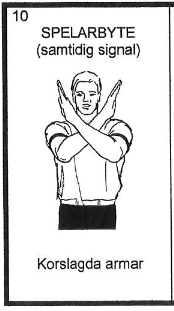 10
SPELARBYTE
(samtidig signal)
Korslagda armar